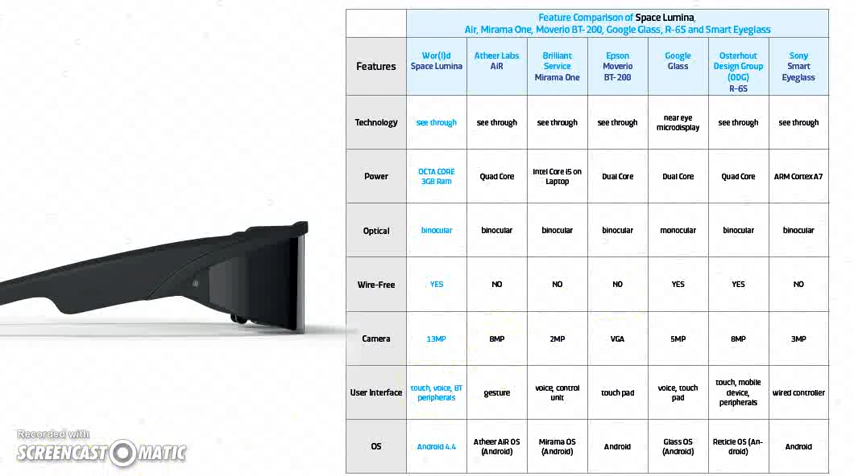 Feature Comparison of Space Lumina,
Air, Mirama One, Moverio BT-200, Google Glass, R-6S and Smart Eyeglass
Features
Wor(l)d
Space Lumina
Atheer Labs
AiR
Brilliant
Service
Mirama One
Epson
Moverio
BT-200
Google
Glass
Osterhout
Design Group
(ODG)
R-6S
Sony
Smart
Eyeglass
Technology
see through
see through
see through
see through
near eye
microdisplay
see through
see through
Power
OCTA CORE
3GB Ram
Quad Core
Intel Core i5 on
Laptop
Dual Core
Dual Core
Quad Core
ARM Cortex A7
Optical
binocular
binocular
binocular
binocular
monocular
binocular
binocular
Wire-Free
YES
NO
NO
NO
YES
YES
NO
Camera
13MP
8MP
2MP
VGA
5MP
8MP
3MP
User Interface
touch, voice, BT
peripherals
gesture
voice, control
unit
touch pad
voice, touch
pad
touch, mobile
device,
peripherals
wired controller
OS
Android 4.4
Atheer AiR OS
(Android)
Mirama OS
(Android)
Android
Glass OS
(Android)
Reticle OS (An-
droid)
Android
Recorded with
SCREENCAST-O-MATIC